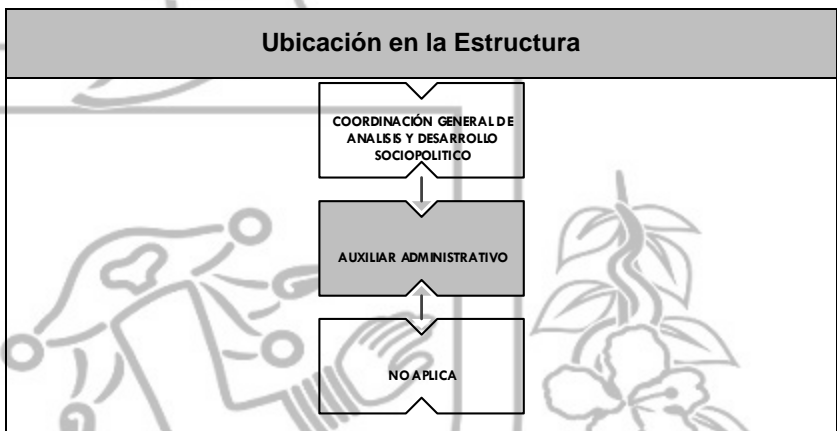 Ubicación en la Estructura
COORDINACIÓN GENERAL DE
ANALISIS Y DESARROLLO
SOCIOPOLITICO
AUXILIAR ADMINISTRATIVO
NO APLICA